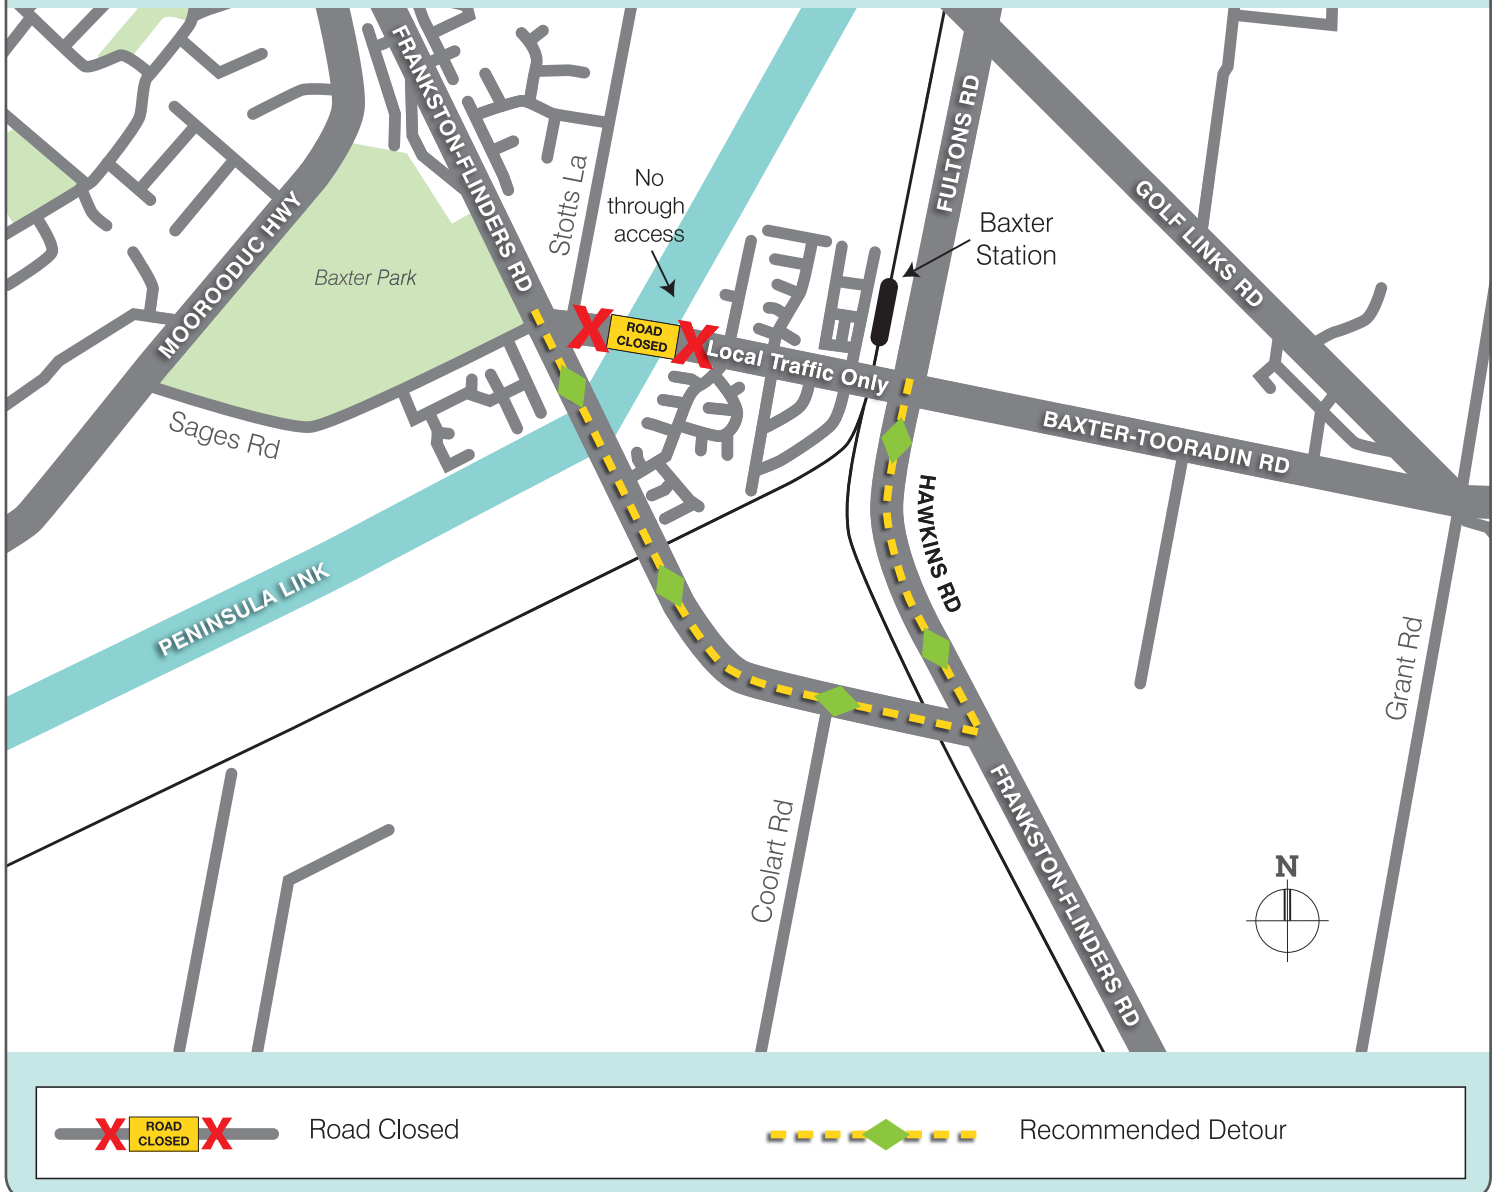 FRANKSTON-FLINDERS RD
FULTONS RD
Stotts La
No
through
access
GOLF LINKS RD
MOOROODUC HWY
Baxter
Station
Baxter Park
ROAD
CLOSED
Local Traffic Only
Sages Rd
BAXTER-TOORADIN RD
HAWKINS RD
PENINSULA LINK
Grant Rd
Coolart Rd
FRANKSTON-FLINDERS RD
N
ROAD
CLOSED
Road Closed
Recommended Detour